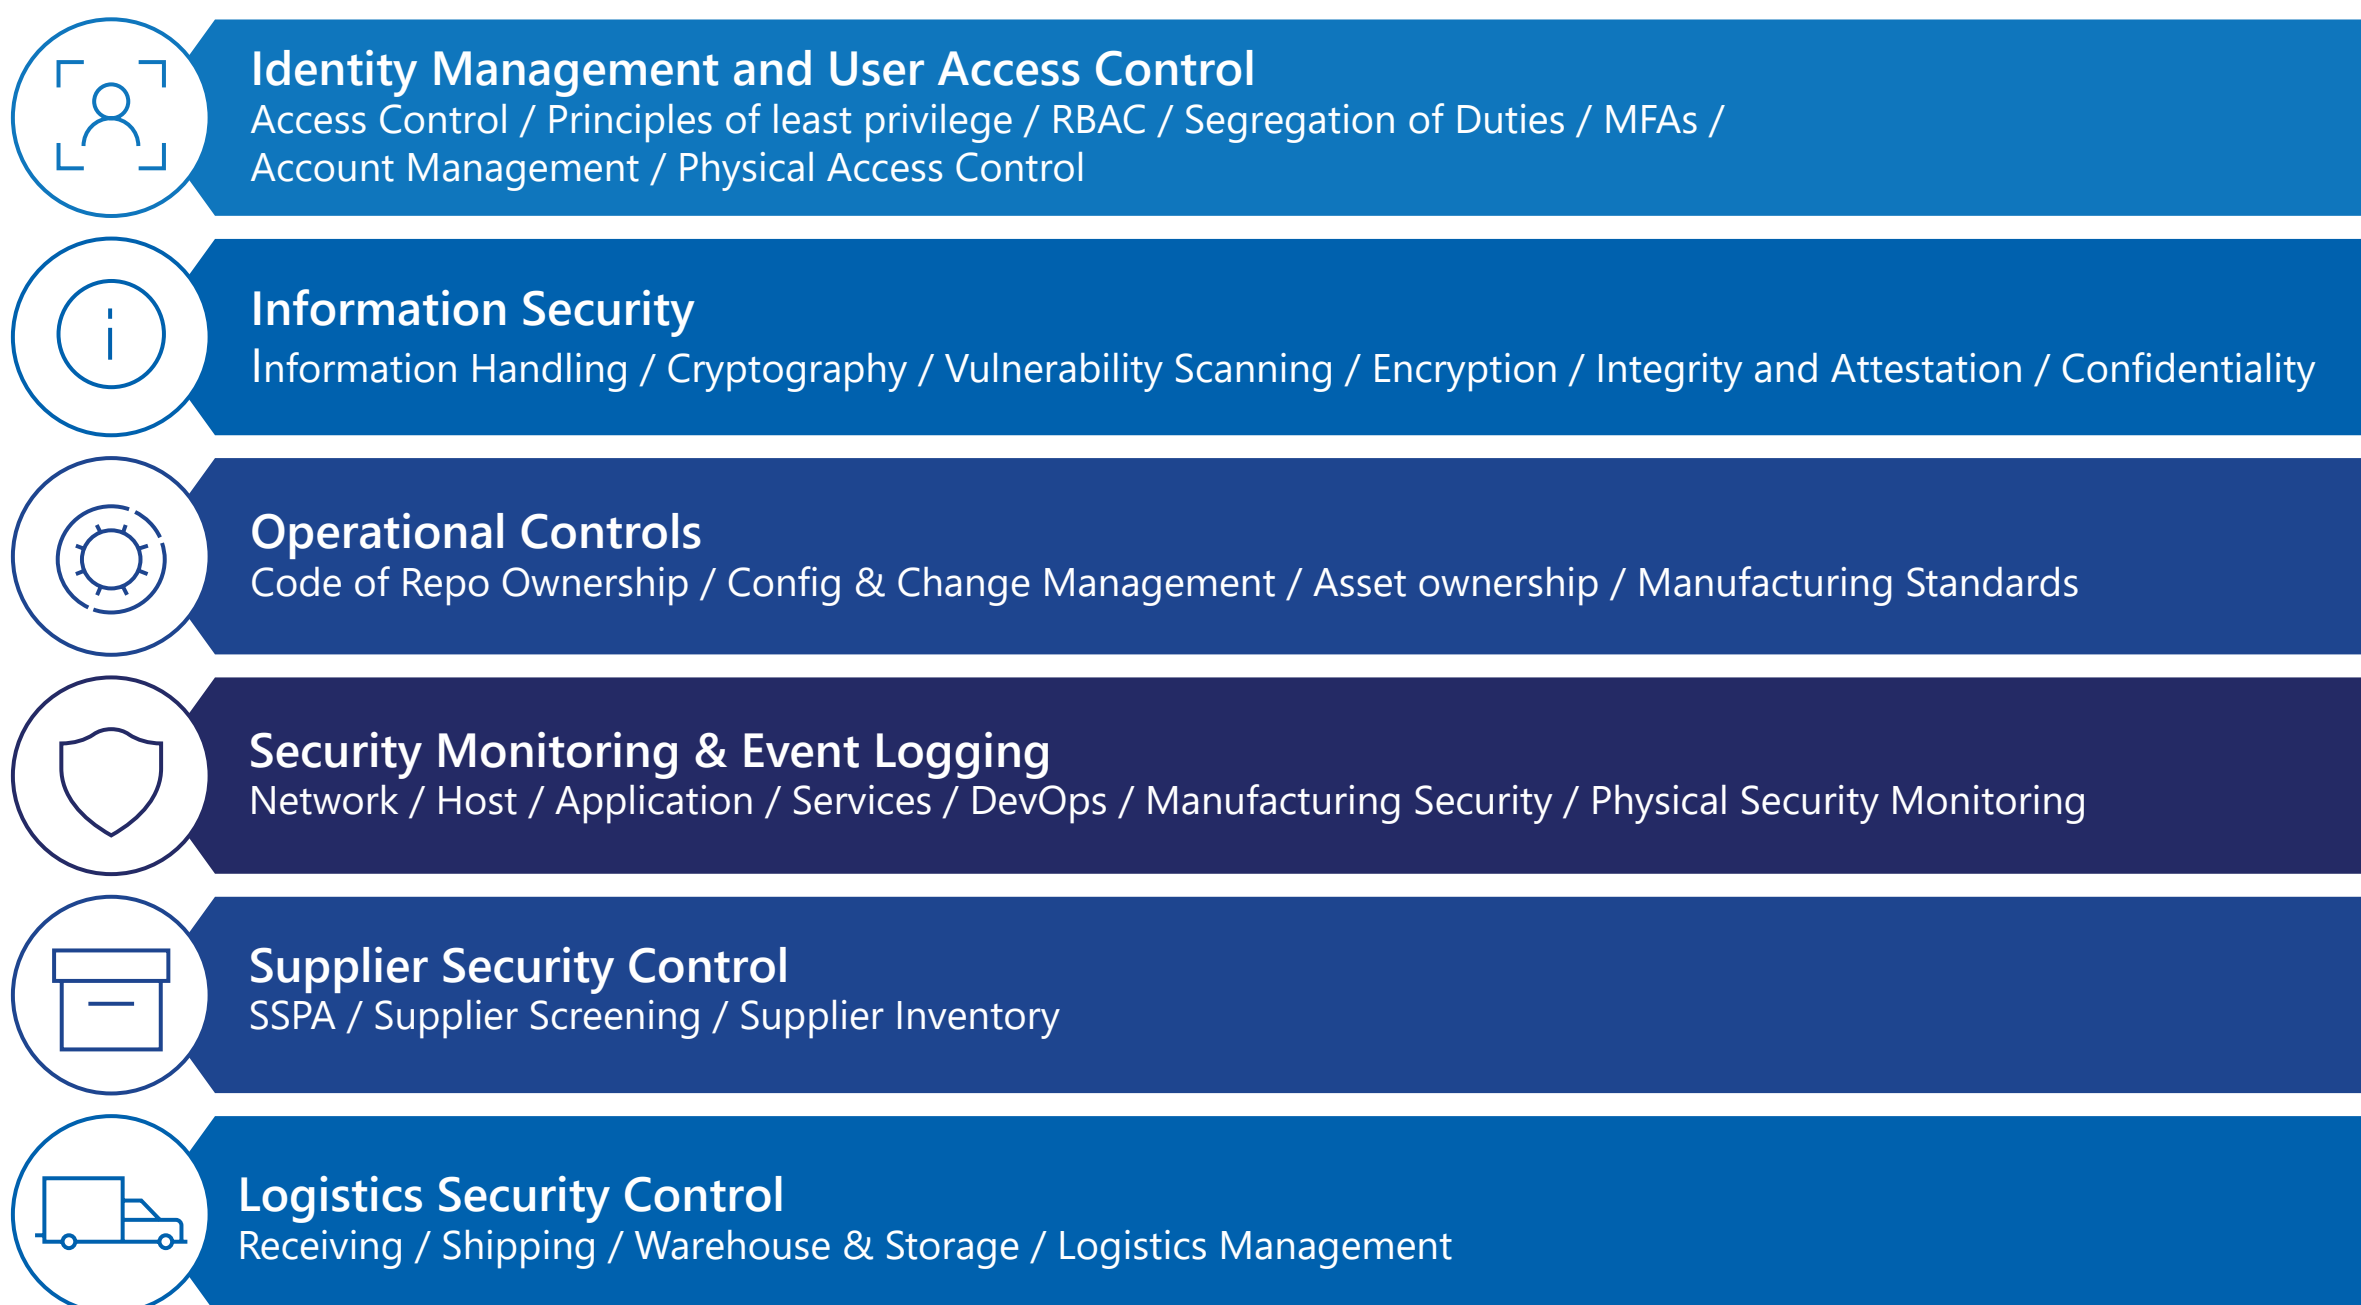 Identity Management and User Access Control
Access Control / Principles of least privilege / RBAC / Segregation of Duties / MFAs /
Account Management / Physical Access Control
Information Security
Information Handling / Cryptography / Vulnerability Scanning / Encryption / Integrity and Attestation / Confidentiality
Operational Controls
Code of Repo Ownership / Config & Change Management / Asset ownership / Manufacturing Standards
Security Monitoring & Event Logging
Network / Host / Application / Services / DevOps / Manufacturing Security / Physical Security Monitoring
Supplier Security Control
SSPA / Supplier Screening / Supplier Inventory
Logistics Security Control
Receiving / Shipping / Warehouse & Storage / Logistics Management